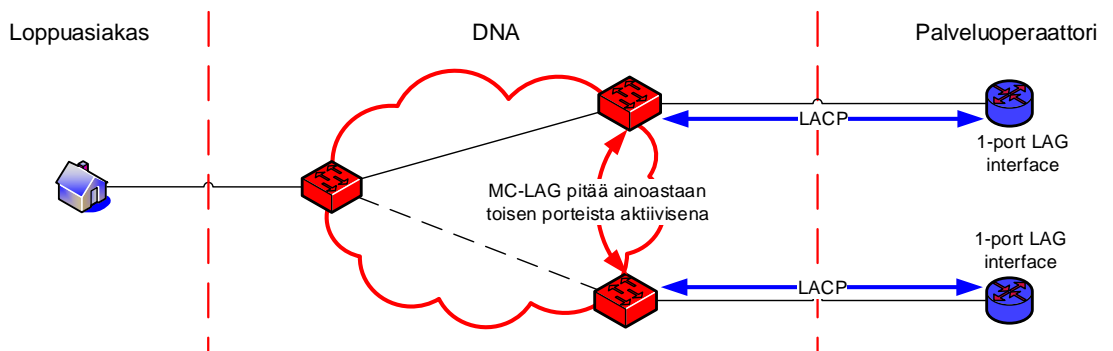 Loppuasiakas
DNA
Palveluoperaattori
LACP
1-port LAG
interface
MC-LAG pitää ainoastaan
toisen porteista aktiivisena
1-port LAG
interface
LACP